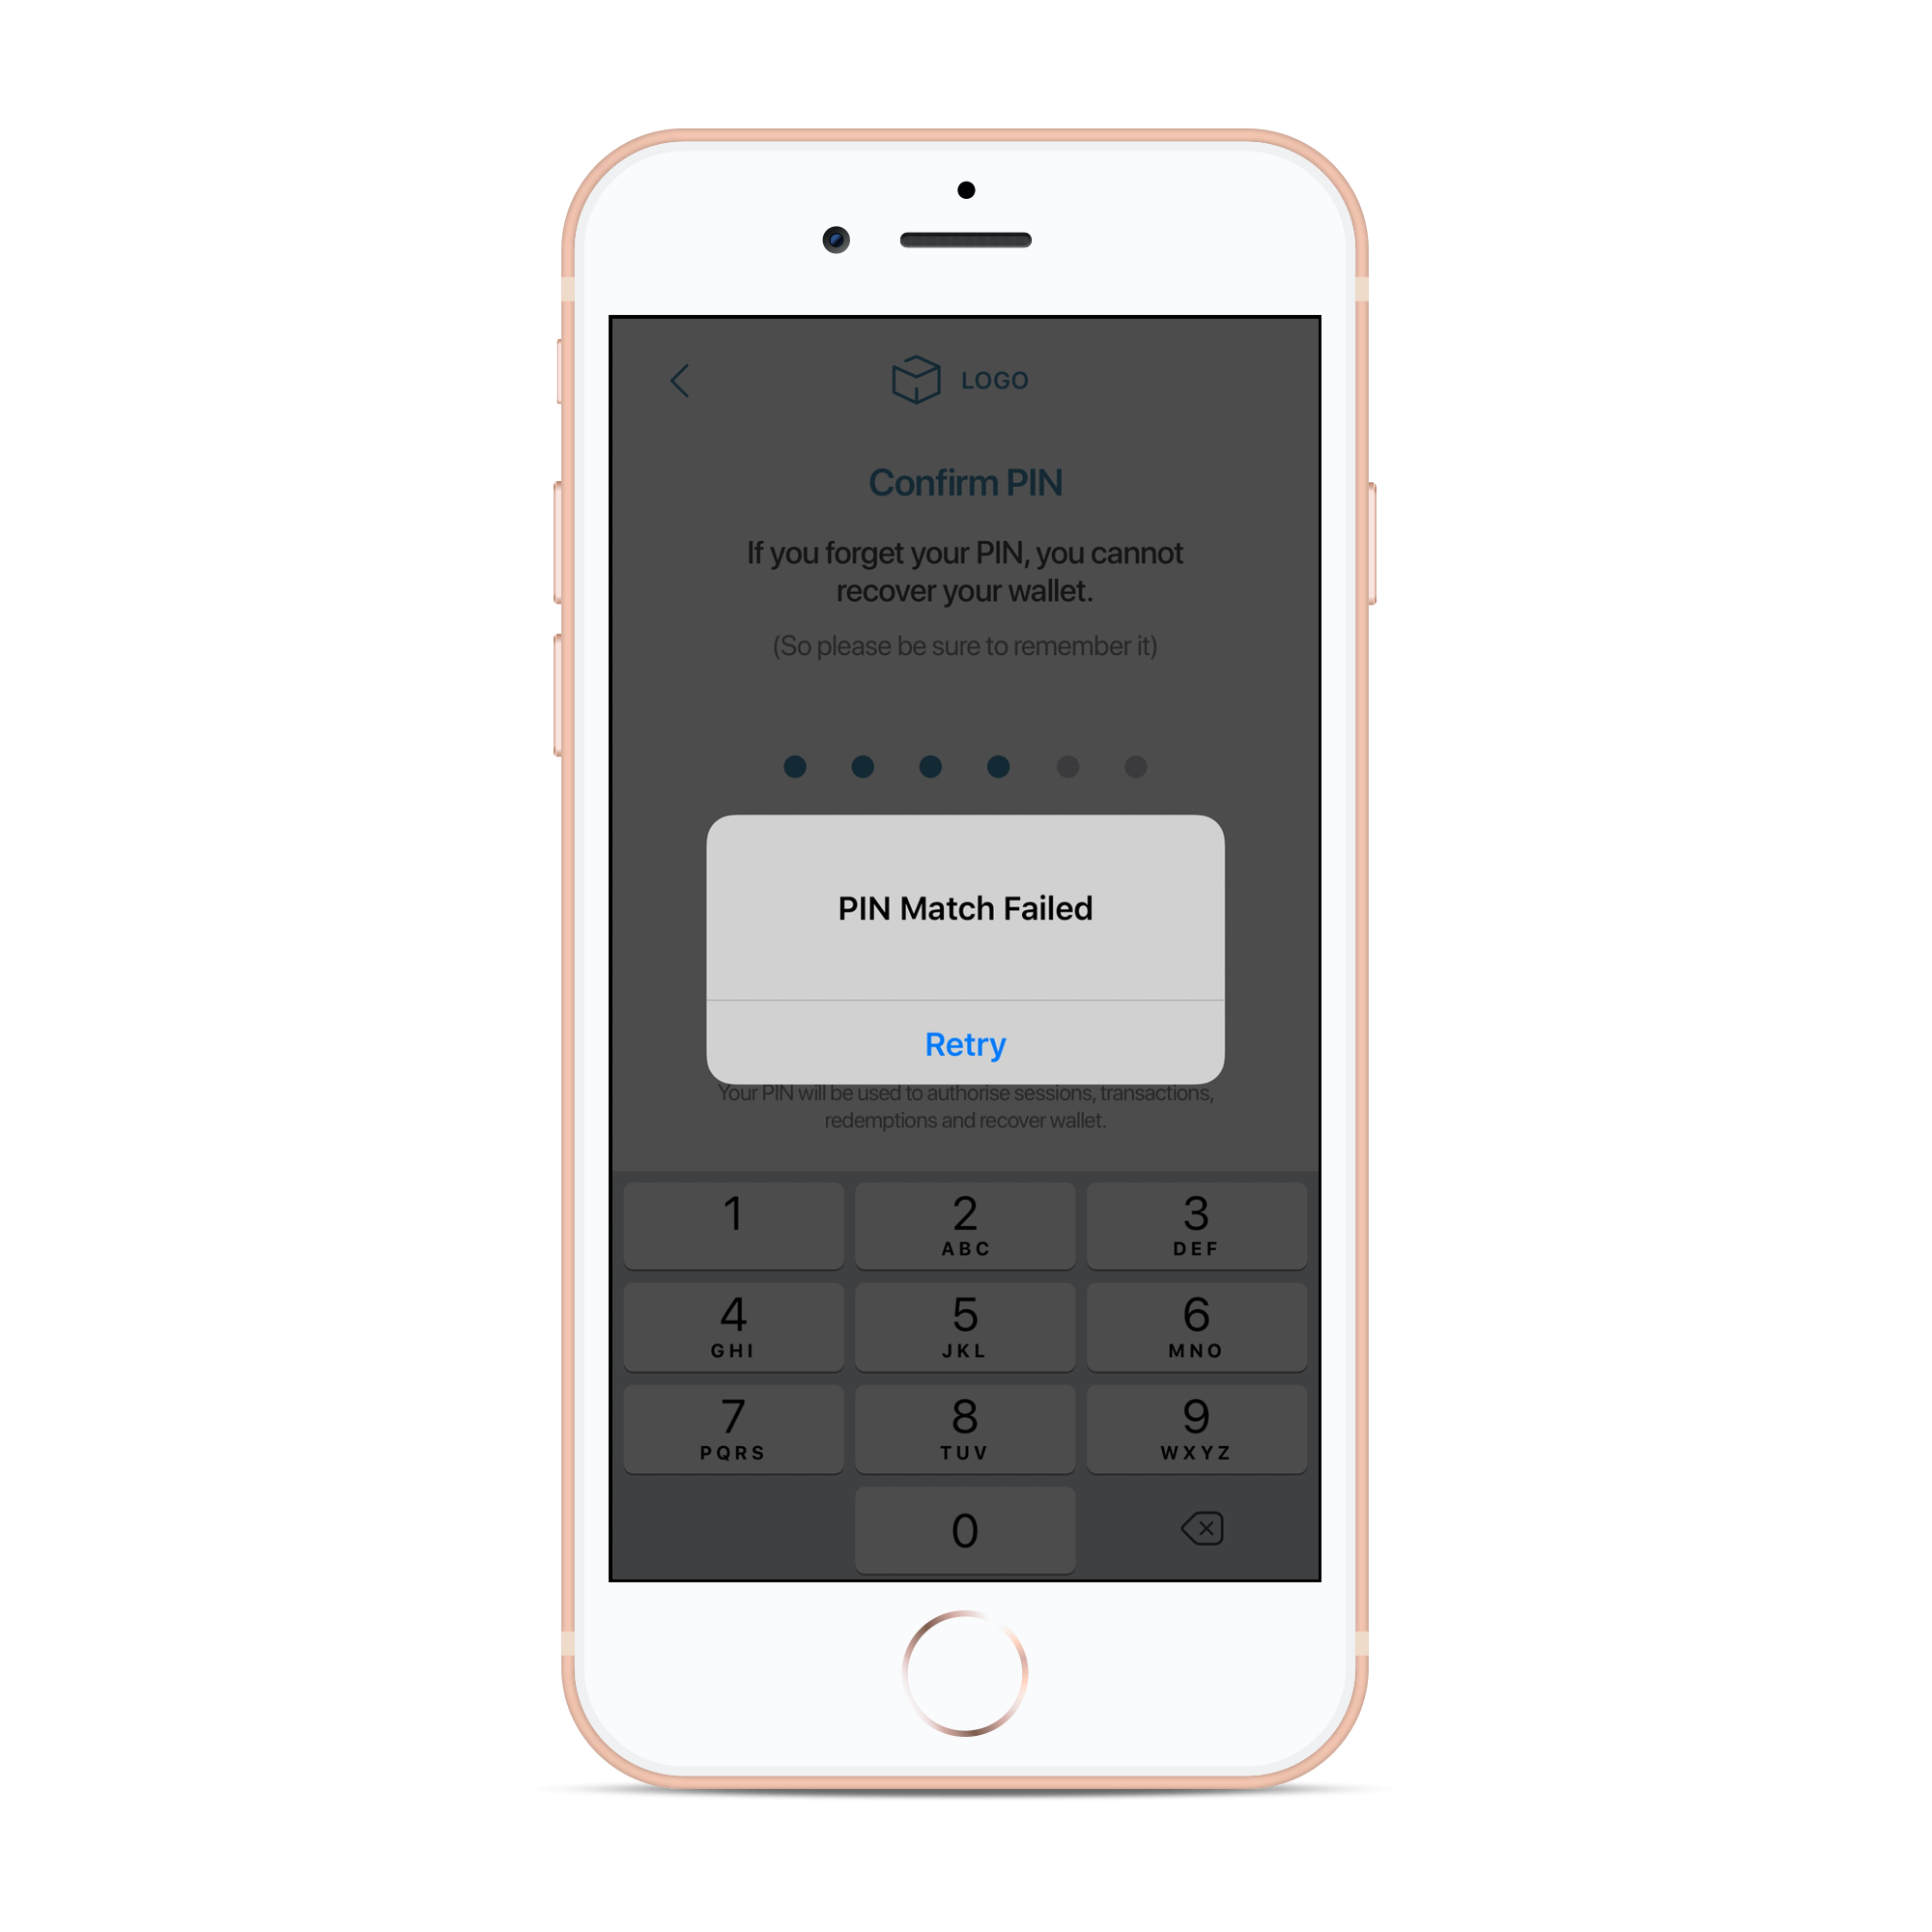 LOGO
Confirm PIN
If you forget your PIN, you cannot
recover your wallet.
(So please be sure to remember it)
PIN Match Failed
Retry
Your PIN will be used to authorise sessions, transactions,
redemptions and recover wallet.
1 2 3
ABC DEF
4 5 6
GHI JKL MNO
7 8 9
PQRS TUV WXYZ
0